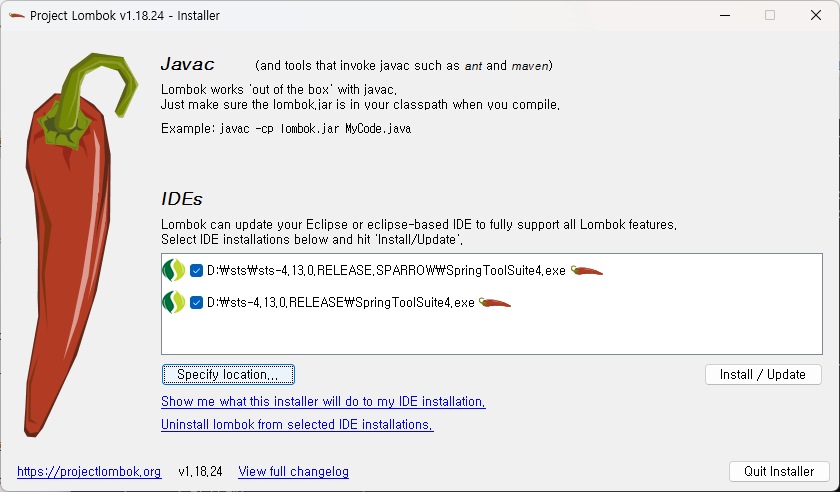 Project Lombok v1.18.24 - Installer
Javac (and tools that invoke javac such as ant and maven)
Lombok works 'out of the box' with javac.
Just make sure the lombok.jar is in your classpath when you compile.
Example: javac -cp lombok.jar MyCode.java
IDEs
Lombok can update your Eclipse or eclipse-based IDE to fully support all Lombok features.
Select IDE installations below and hit 'Install/Update'.
D:₩sts₩sts-4.13.0.RELEASE.SPARROW₩SpringToolSuite4.exe
D:₩sts-4.13.0.RELEASE₩SpringToolSuite4.exe
Specify location... Install / Update
Show me what this installer will do to my IDE installation.
Uninstall lombok from selected IDE installations.
https://projectlombok.org v1.18.24 View full changelog Quit Installer